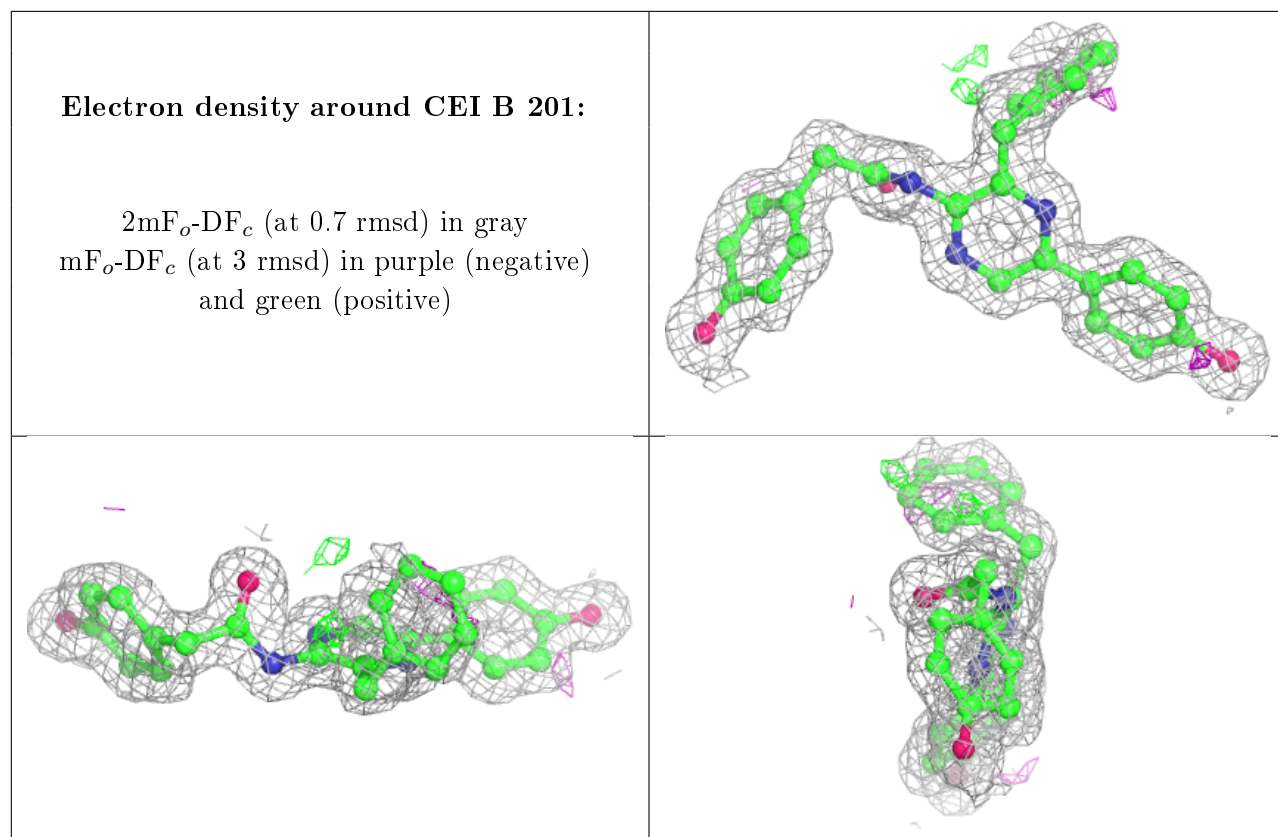 Electron density around CEI B 201:
2mFₒ-DF𝒸 (at 0.7 rmsd) in gray
mFₒ-DF𝒸 (at 3 rmsd) in purple (negative)
and green (positive)